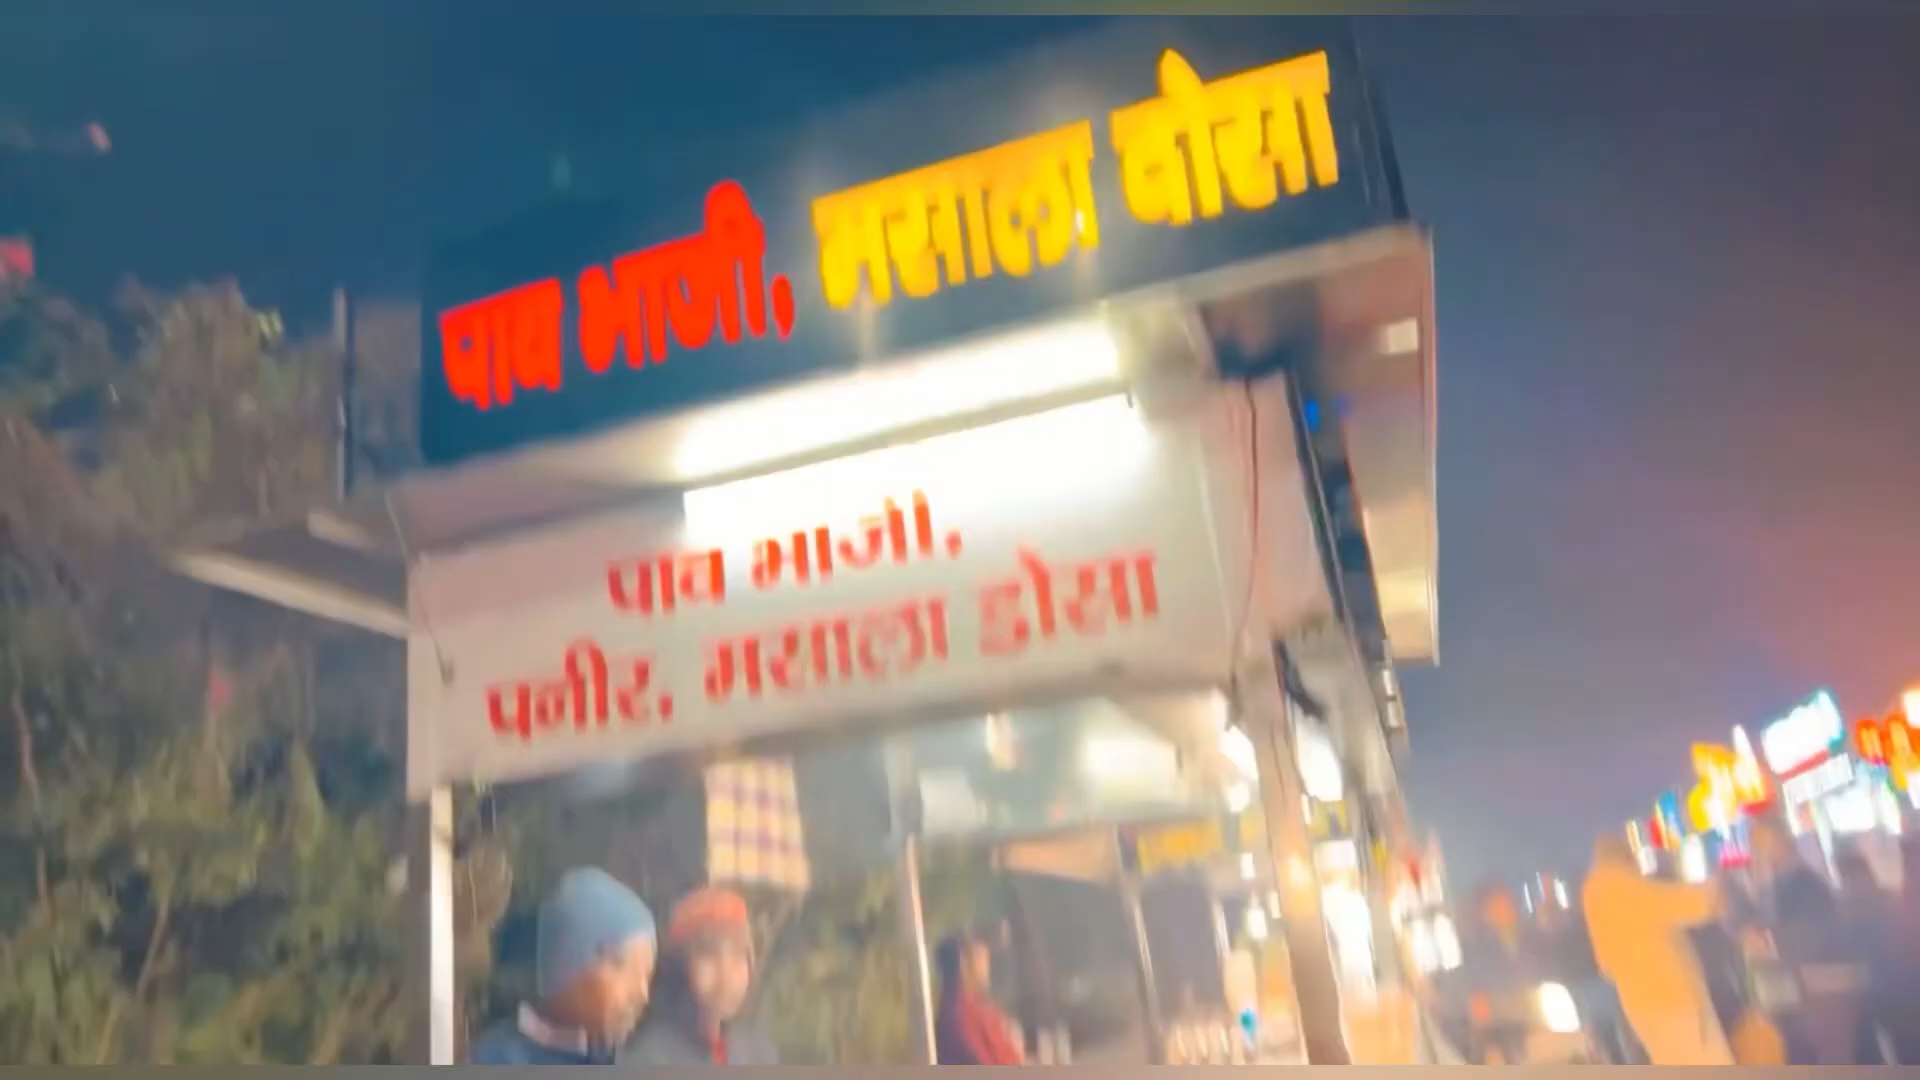 पाव भाजी, मसाला चोसा
पाव भाजी,
पनीर, मसाला डोसा